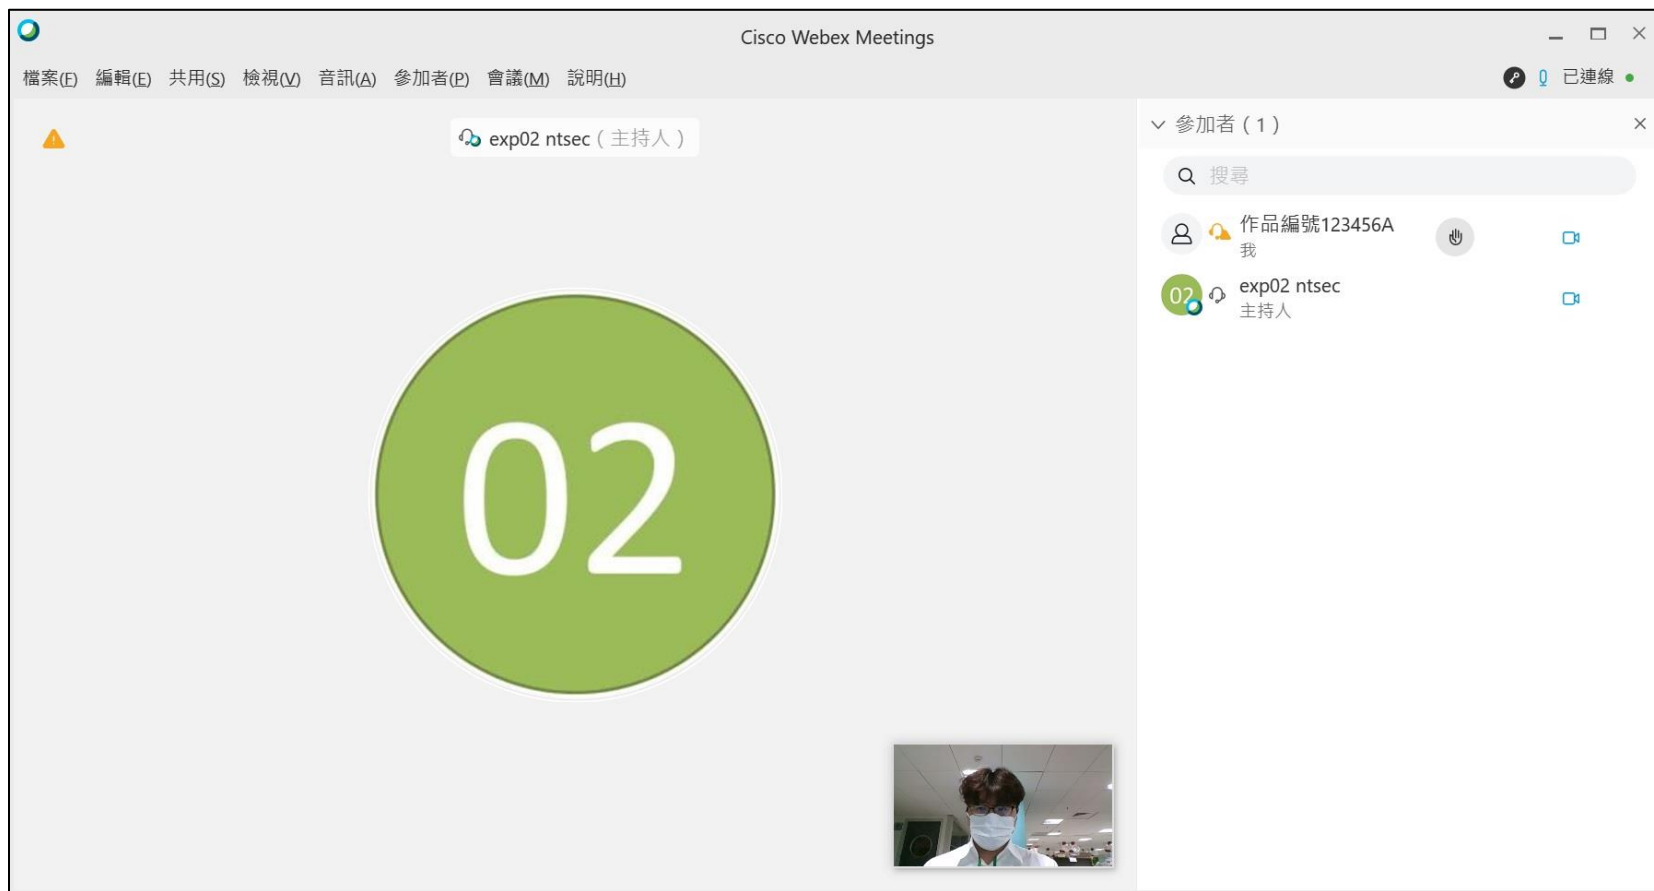 Cisco Webex Meetings
檔案(F) 編輯(E) 共用(S) 檢視(V) 音訊(A) 參加者(P) 會議(M) 說明(H)
已連線
exp02 ntsec（主持人）
02
參加者（1）
搜尋
作品編號123456A
我
02
exp02 ntsec
主持人